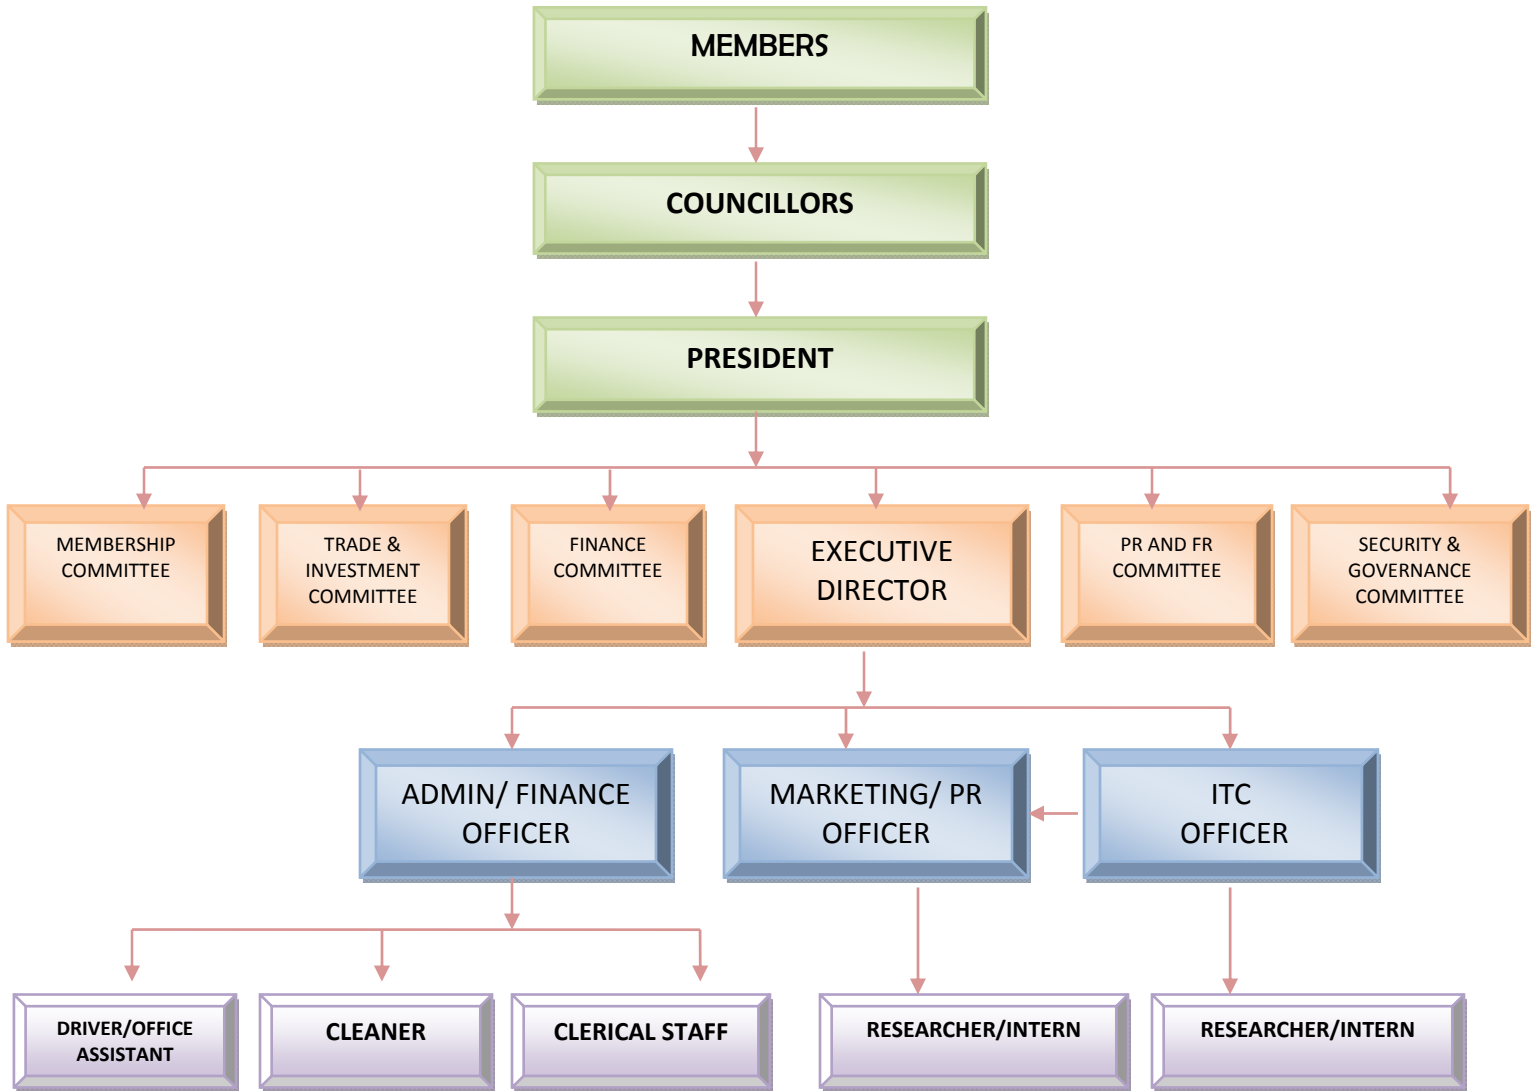 MEMBERS
COUNCILLORS
PRESIDENT
MEMBERSHIP
COMMITTEE
TRADE &
INVESTMENT
COMMITTEE
FINANCE
COMMITTEE
EXECUTIVE
DIRECTOR
PR AND FR
COMMITTEE
SECURITY &
GOVERNANCE
COMMITTEE
ADMIN/ FINANCE
OFFICER
MARKETING/ PR
OFFICER
ITC
OFFICER
DRIVER/OFFICE
ASSISTANT
CLEANER
CLERICAL STAFF
RESEARCHER/INTERN
RESEARCHER/INTERN